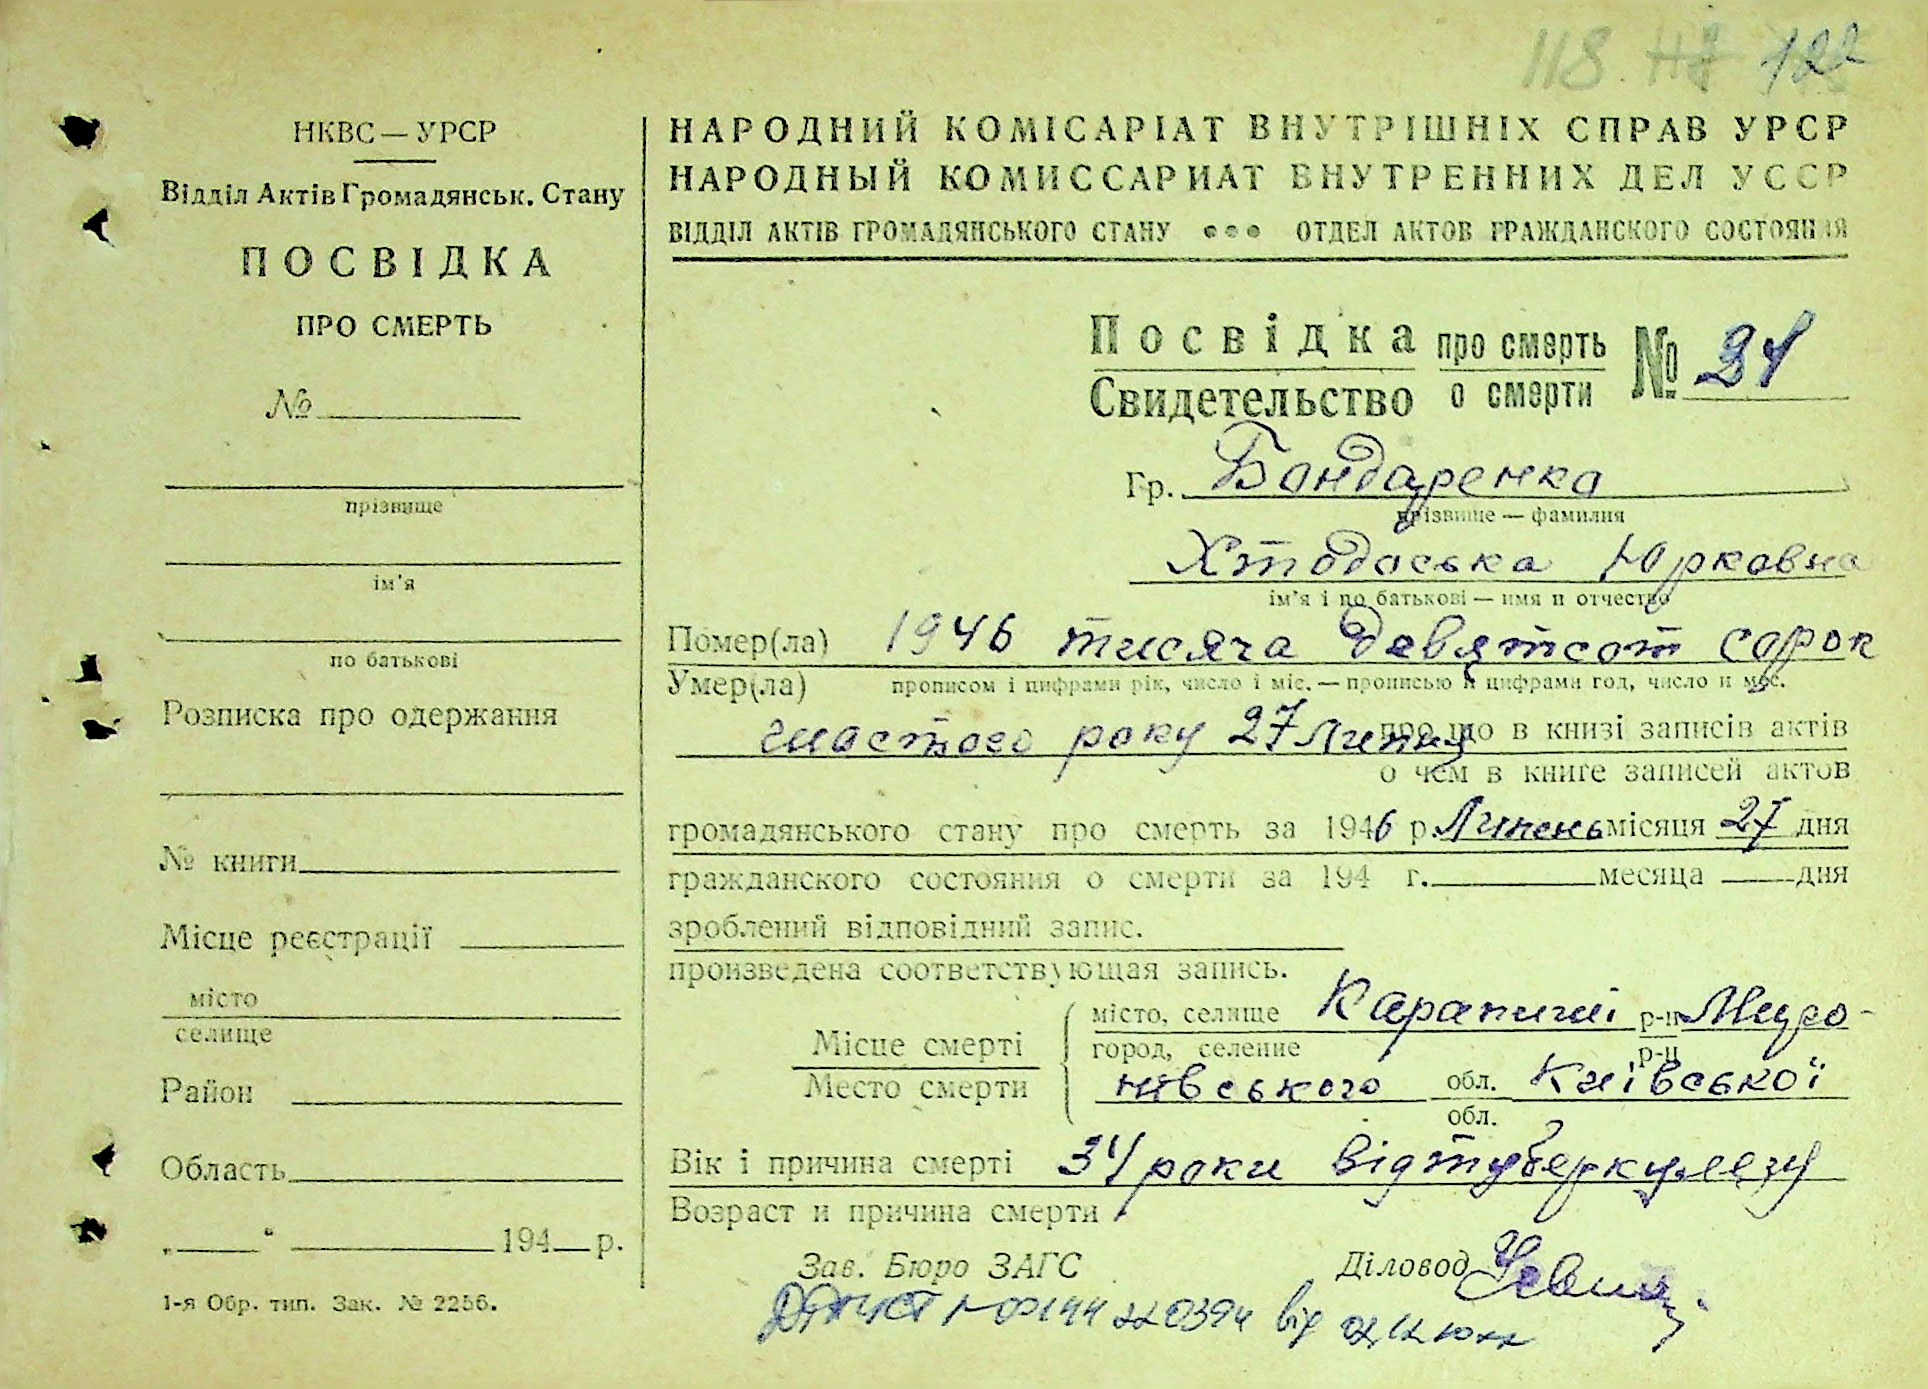 118 117 122
НКВС — УРСР
Відділ Актів Громадянськ. Стану
ПОСВІДКА
ПРО СМЕРТЬ
№
прізвище
ім'я
по батькові
Розписка про одержання
№ книги
Місце реєстрації
місто
селище
Район
Область
„ “ 194 р.
1-я Обр. тип. Зак. № 2256.
НАРОДНИЙ КОМІСАРІАТ ВНУТРІШНІХ СПРАВ УРСР
НАРОДНЫЙ КОМИССАРИАТ ВНУТРЕННИХ ДЕЛ УССР
ВІДДІЛ АКТІВ ГРОМАДЯНСЬКОГО СТАНУ ••• ОТДЕЛ АКТОВ ГРАЖДАНСКОГО СОСТОЯНИЯ
Посвідка про смерть № 34
Свидетельство о смерти
Гр. Бондаренко
прізвище — фамилия
Хтодоська Юрковна
ім'я і по батькові — имя и отчество
Помер(ла) 1946 тисяча девятсот сорок
Умер(ла) прописом і цифрами рік, число і міс. — прописью и цифрами год, число и мес.
шостого року 27 Липня про що в книзі записів актів
о чем в книге записей актов
громадянського стану про смерть за 1946 р. Липень місяця 27 дня
гражданского состояния о смерти за 194 г. месяца дня
зроблений відповідний запис.
произведена соответствующая запись.
Місце смерті місто, селище Карапиші р-н Миро-
Место смерти город, селение р-н
нівського обл. Київської
обл.
Вік і причина смерті 34 роки від туберкульозу
Возраст и причина смерти
Зав. Бюро ЗАГС Діловод
від